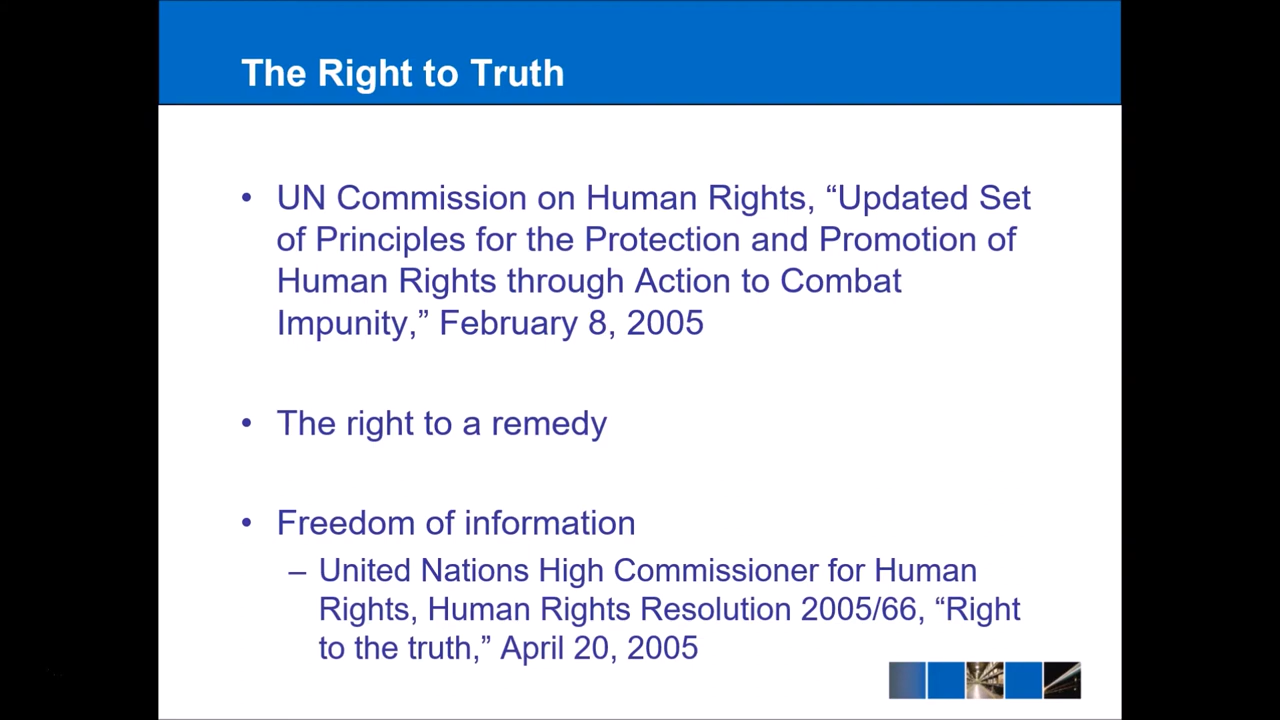 The Right to Truth
• UN Commission on Human Rights, “Updated Set
of Principles for the Protection and Promotion of
Human Rights through Action to Combat
Impunity,” February 8, 2005
• The right to a remedy
• Freedom of information
– United Nations High Commissioner for Human
Rights, Human Rights Resolution 2005/66, “Right
to the truth,” April 20, 2005